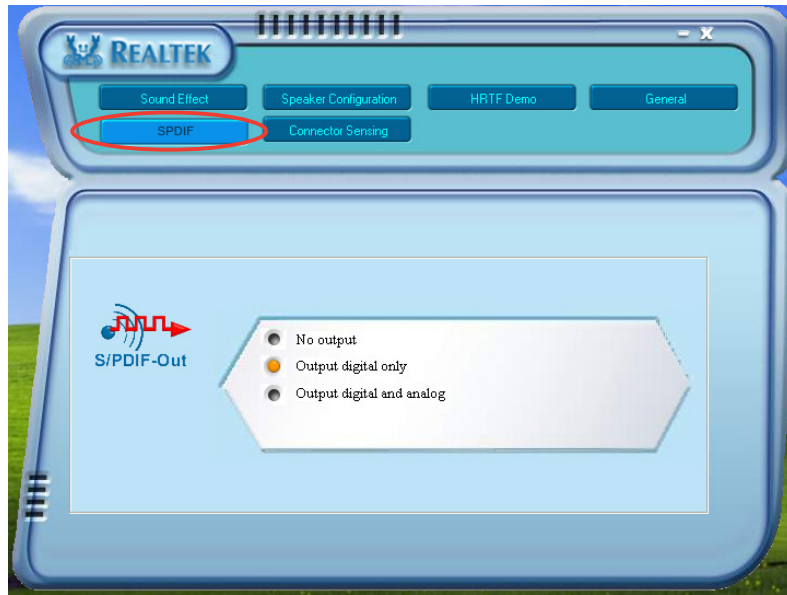 REALTEK
- X
Sound Effect
Speaker Configuration
HRTF Demo
General
SPDIF
Connector Sensing
S/PDIF-Out
No output
Output digital only
Output digital and analog